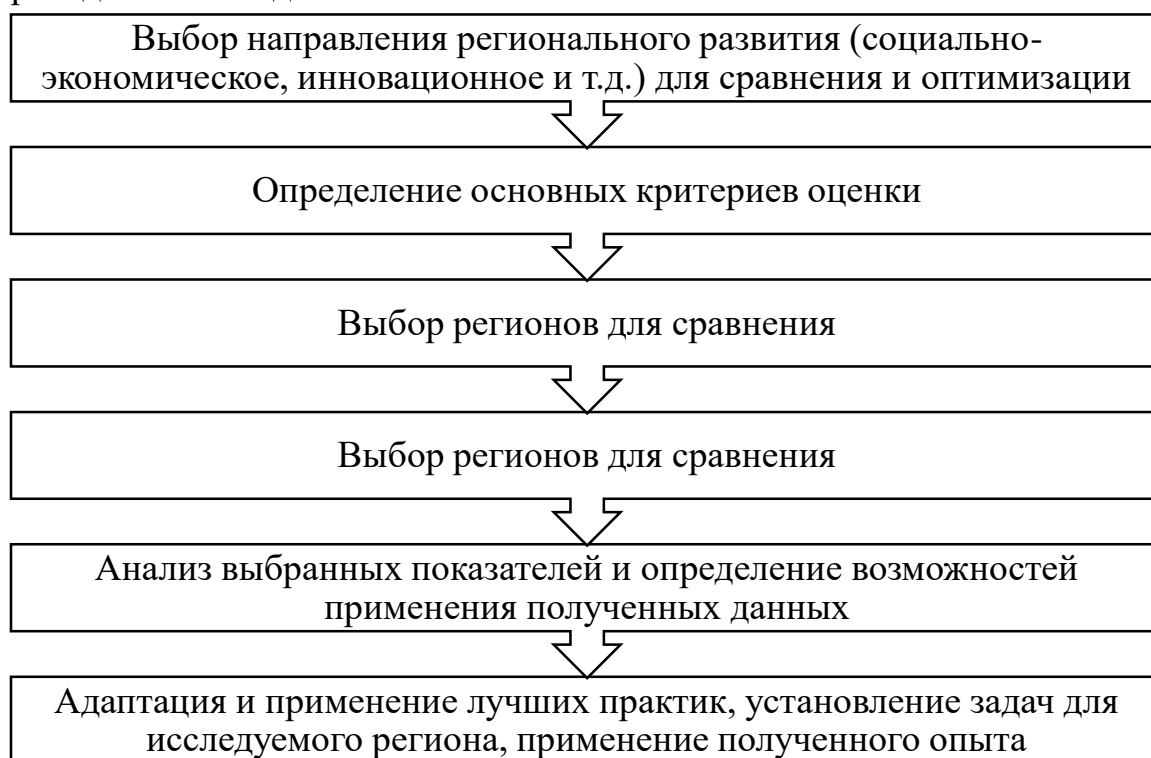 Выбор направления регионального развития (социально-
экономическое, инновационное и т.д.) для сравнения и оптимизации
Определение основных критериев оценки
Выбор регионов для сравнения
Выбор регионов для сравнения
Анализ выбранных показателей и определение возможностей
применения полученных данных
Адаптация и применение лучших практик, установление задач для
исследуемого региона, применение полученного опыта